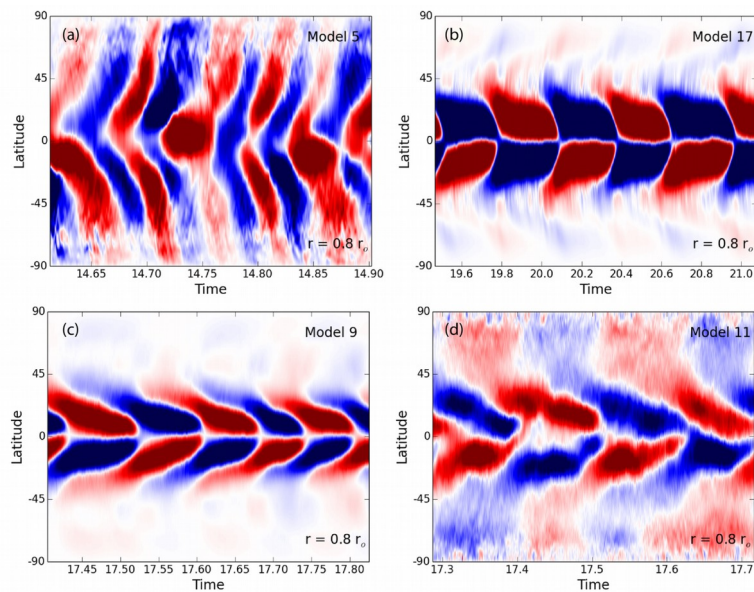 (a) Model 5
90
45
0
-45
-90
Latitude
r = 0.8 rₒ
14.65 14.70 14.75 14.80 14.85 14.90
Time
(b) Model 17
90
45
0
-45
-90
Latitude
r = 0.8 rₒ
19.6 19.8 20.0 20.2 20.4 20.6 20.8 21.0
Time
(c) Model 9
90
45
0
-45
-90
Latitude
r = 0.8 rₒ
17.45 17.50 17.55 17.60 17.65 17.70 17.75 17.80
Time
(d) Model 11
90
45
0
-45
-90
Latitude
r = 0.8 rₒ
17.3 17.4 17.5 17.6 17.7
Time